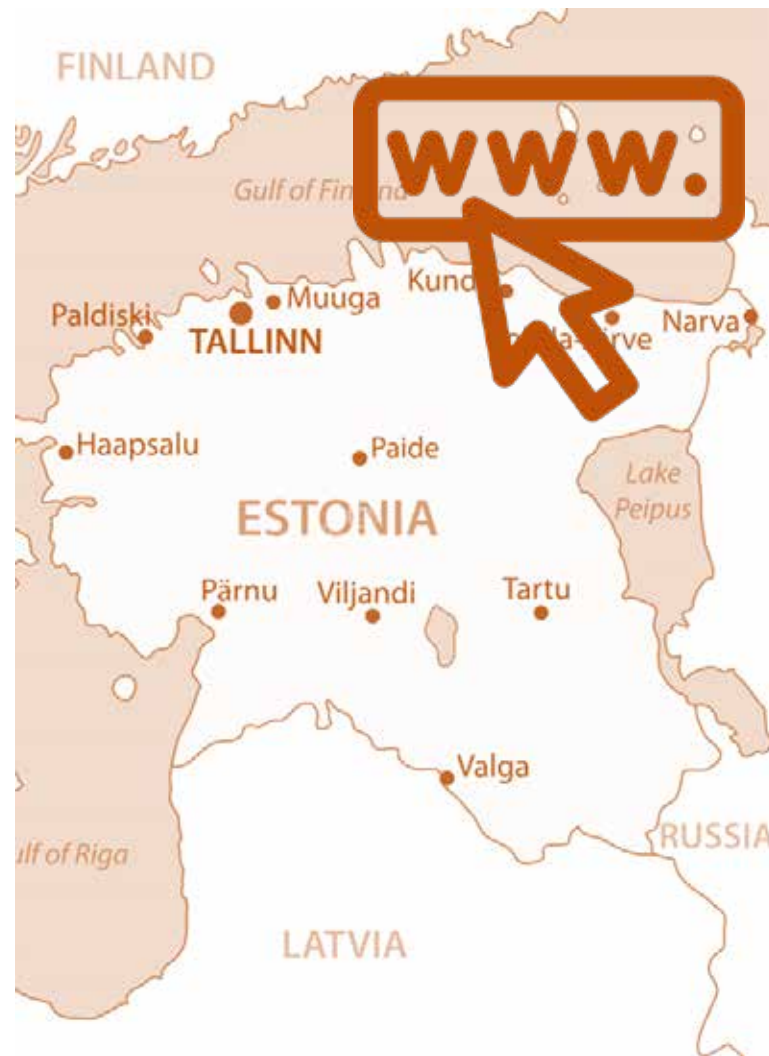 FINLAND
www.
Gulf of
Kund
Muuga
Paldiski
Narva
TALLINN
Haapsalu
Paide
Lake
Peipus
ESTONIA
Pärnu
Viljandi
Tartu
Valga
RUSSIA
ulf of Riga
LATVIA